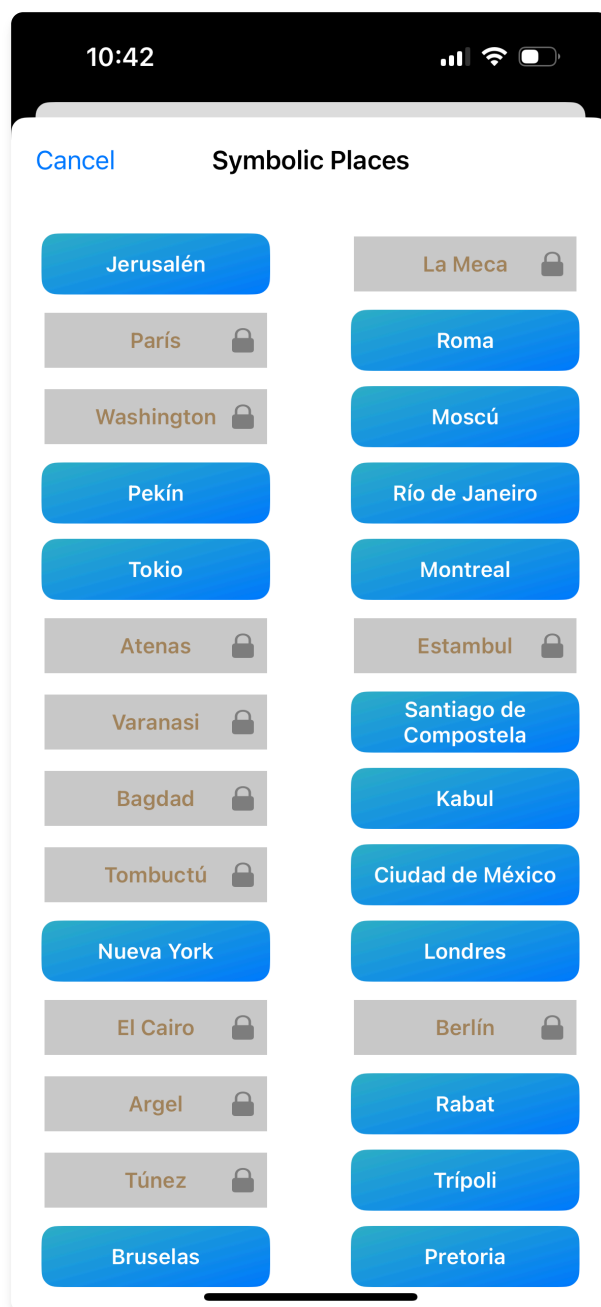 10:42
Cancel
Symbolic Places
Jerusalén
La Meca
París
Roma
Washington
Moscú
Pekín
Río de Janeiro
Tokio
Montreal
Atenas
Estambul
Varanasi
Santiago de
Compostela
Bagdad
Kabul
Tombuctú
Ciudad de México
Nueva York
Londres
El Cairo
Berlín
Argel
Rabat
Túnez
Trípoli
Bruselas
Pretoria